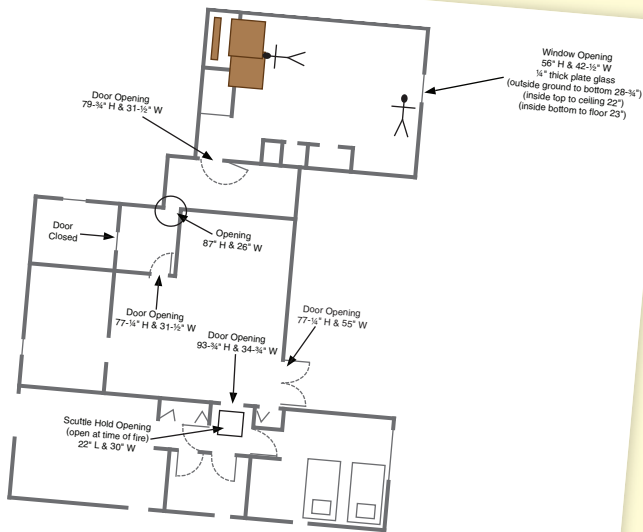 Window Opening
56" H & 42-½" W
¼" thick plate glass
(outside ground to bottom 28-¾")
(inside top to ceiling 22")
(inside bottom to floor 23")
Door Opening
79-¾" H & 31-½" W
Door
Closed
Opening
87" H & 26" W
Door Opening
77-¼" H & 31-½" W
Door Opening
77-¼" H & 55" W
Door Opening
93-¾" H & 34-¾" W
Scuttle Hold Opening
(open at time of fire)
22" L & 30" W